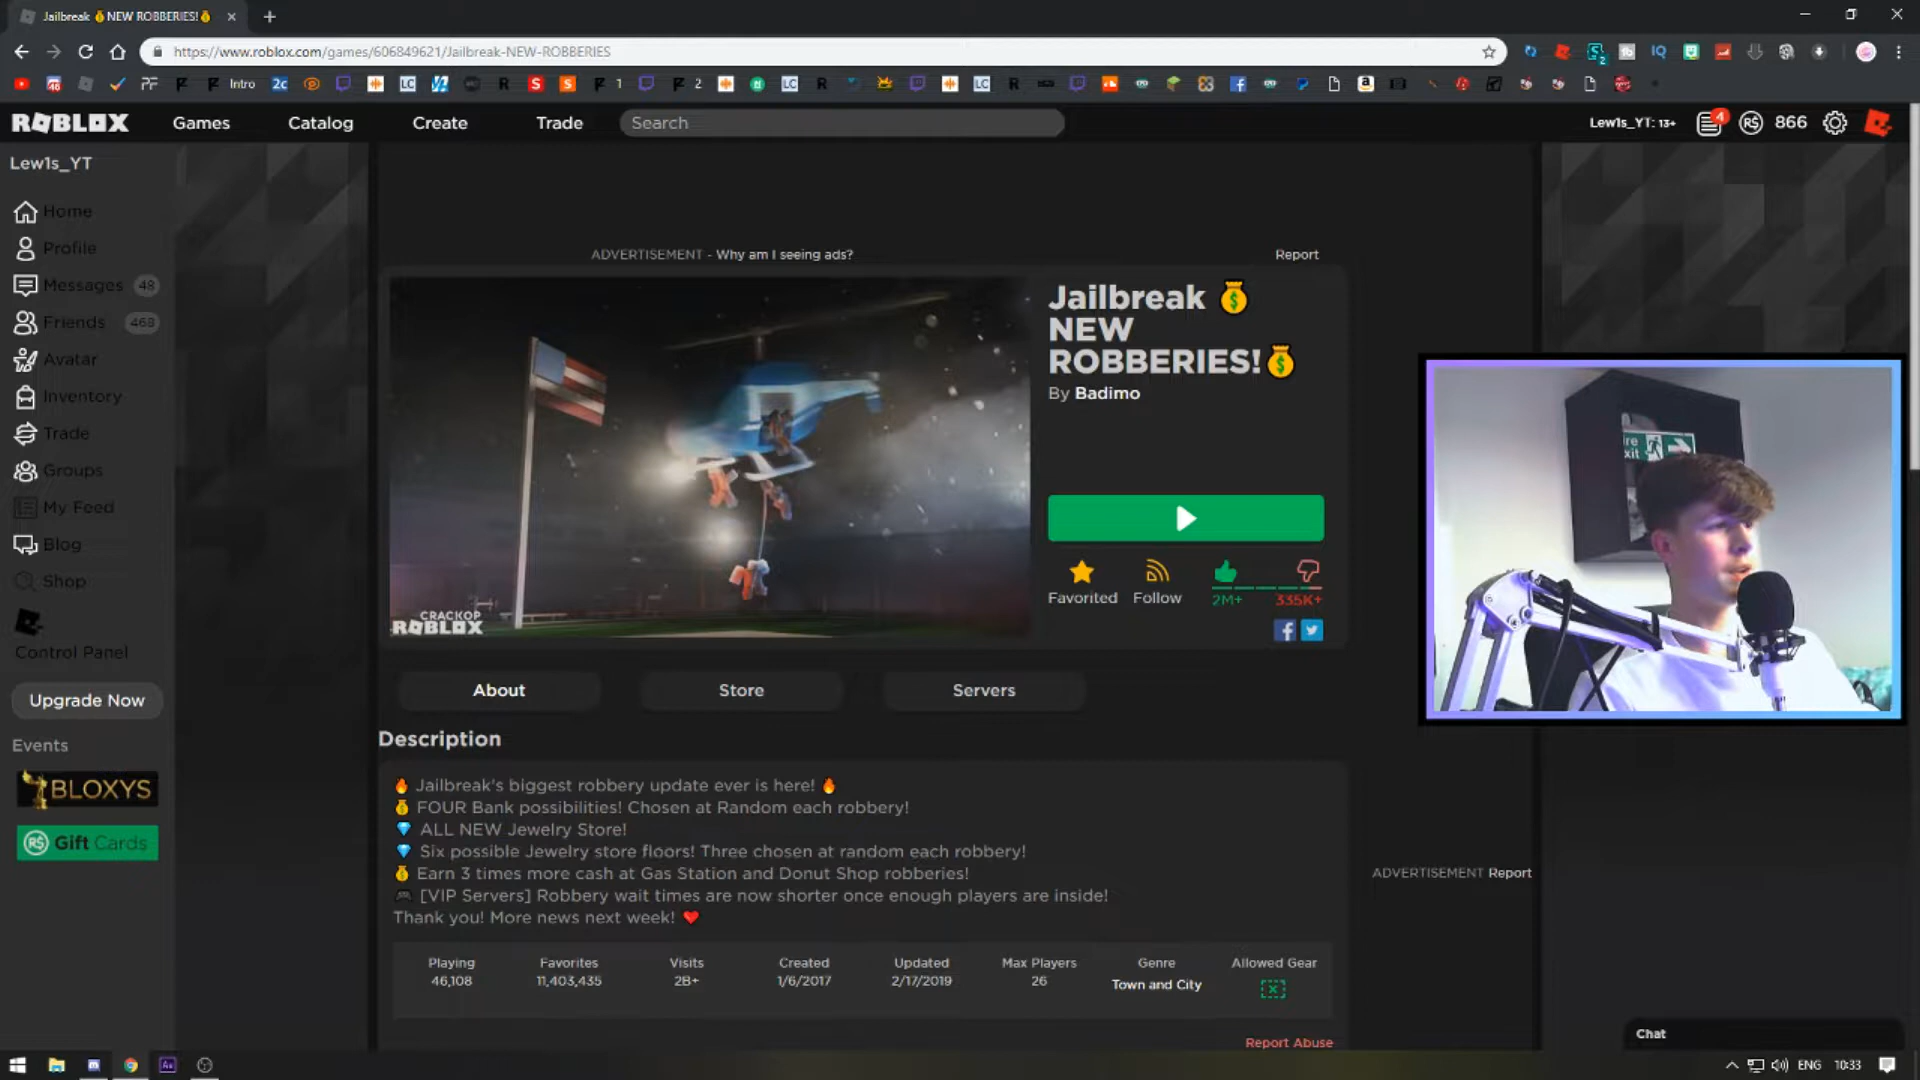 Jailbreak 💰NEW ROBBERIES!💰
https://www.roblox.com/games/606849621/Jailbreak-NEW-ROBBERIES
Intro
1
2
ROBLOX
Games
Catalog
Create
Trade
Search
Lew1s_YT: 13+
4
866
Lew1s_YT
Home
Profile
Messages 48
Friends 468
Avatar
Inventory
Trade
Groups
My Feed
Blog
Shop
Control Panel
Upgrade Now
Events
BLOXYS
Gift Cards
ADVERTISEMENT - Why am I seeing ads?
Report
CRACKOP
ROBLOX
Jailbreak 💰
NEW
ROBBERIES!💰
By Badimo
Favorited
Follow
2M+
335K+
About
Store
Servers
Description
🔥 Jailbreak's biggest robbery update ever is here! 🔥
💰 FOUR Bank possibilities! Chosen at Random each robbery!
💎 ALL NEW Jewelry Store!
💎 Six possible Jewelry store floors! Three chosen at random each robbery!
💰 Earn 3 times more cash at Gas Station and Donut Shop robberies!
🎮 [VIP Servers] Robbery wait times are now shorter once enough players are inside!
Thank you! More news next week! ❤️
Playing Favorites Visits Created Updated Max Players Genre Allowed Gear
46,108 11,403,435 2B+ 1/6/2017 2/17/2019 26 Town and City
Report Abuse
ADVERTISEMENT Report
exit
Chat
ENG
10:33